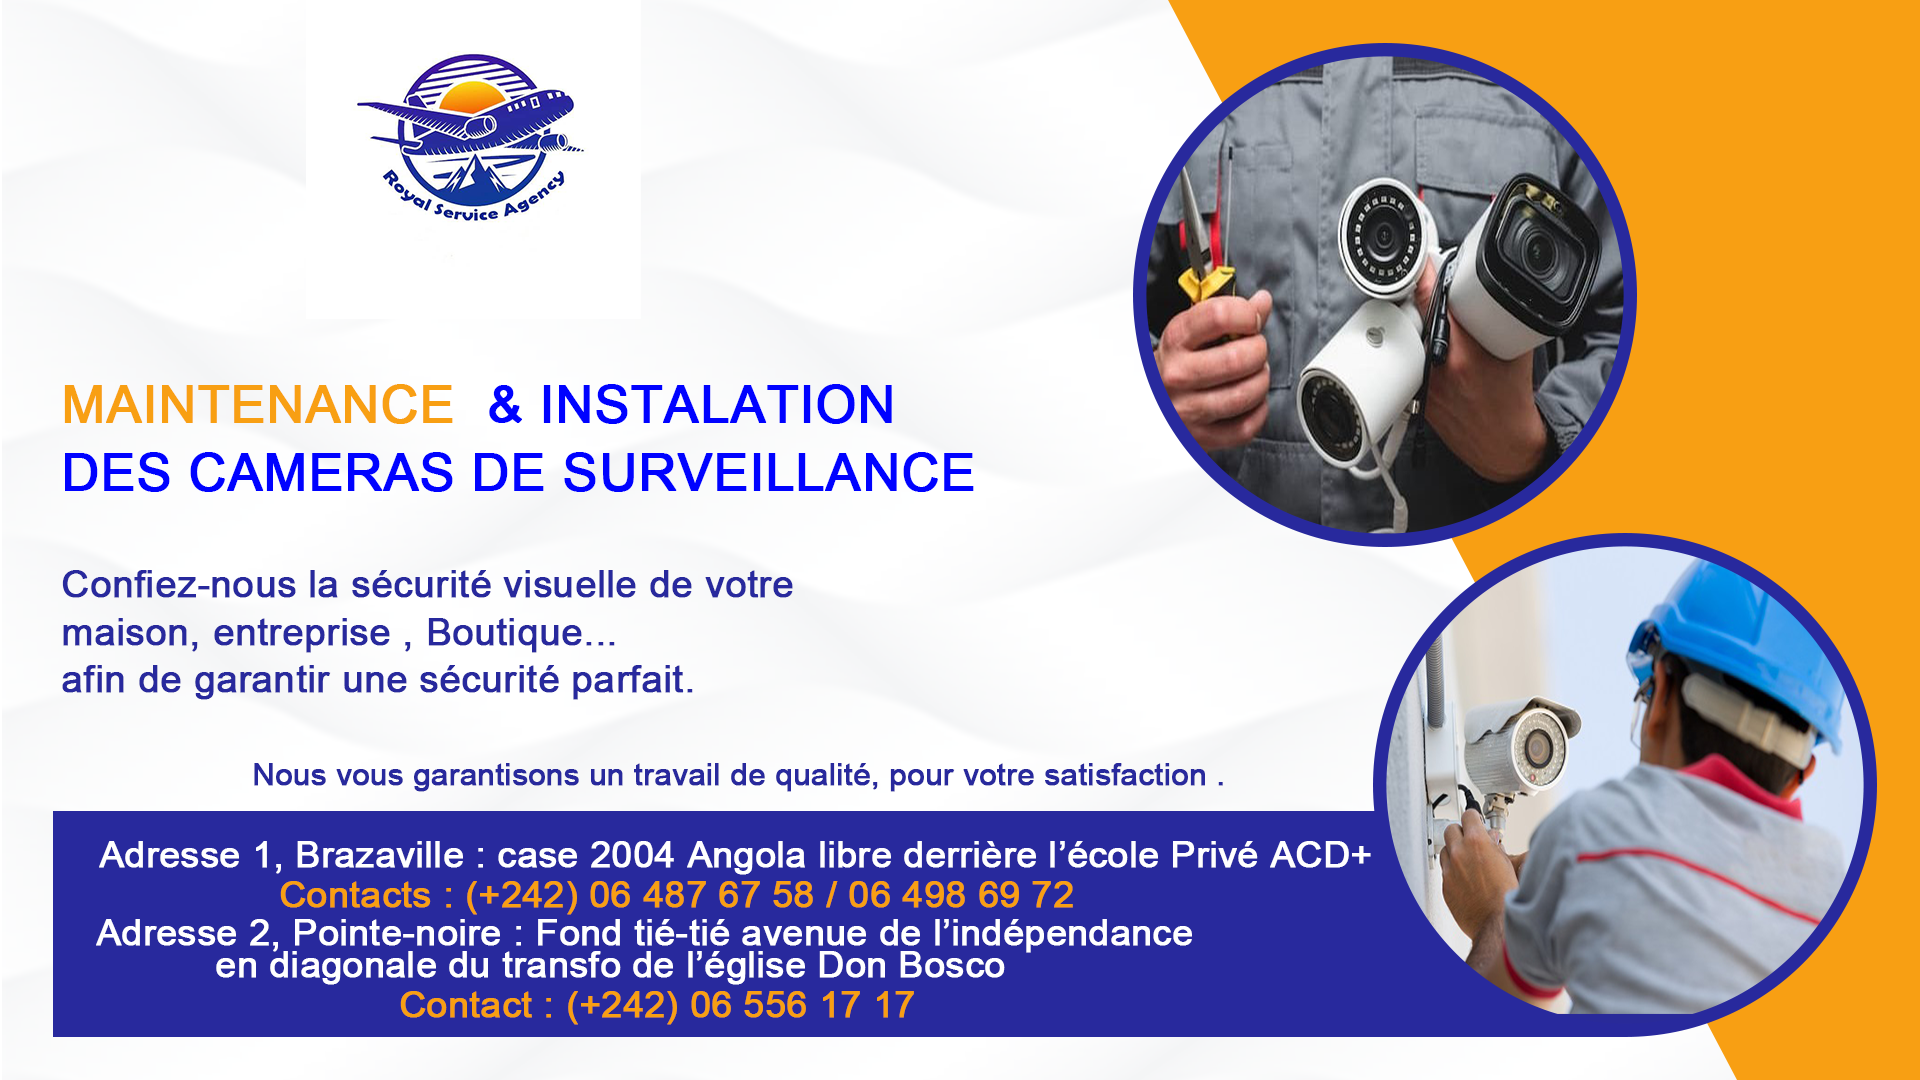 Royal Service Agency
MAINTENANCE & INSTALATION
DES CAMERAS DE SURVEILLANCE
Confiez-nous la sécurité visuelle de votre
maison, entreprise , Boutique...
afin de garantir une sécurité parfait.
Nous vous garantisons un travail de qualité, pour votre satisfaction .
Adresse 1, Brazaville : case 2004 Angola libre derrière l’école Privé ACD+
Contacts : (+242) 06 487 67 58 / 06 498 69 72
Adresse 2, Pointe-noire : Fond tié-tié avenue de l’indépendance
en diagonale du transfo de l’église Don Bosco
Contact : (+242) 06 556 17 17